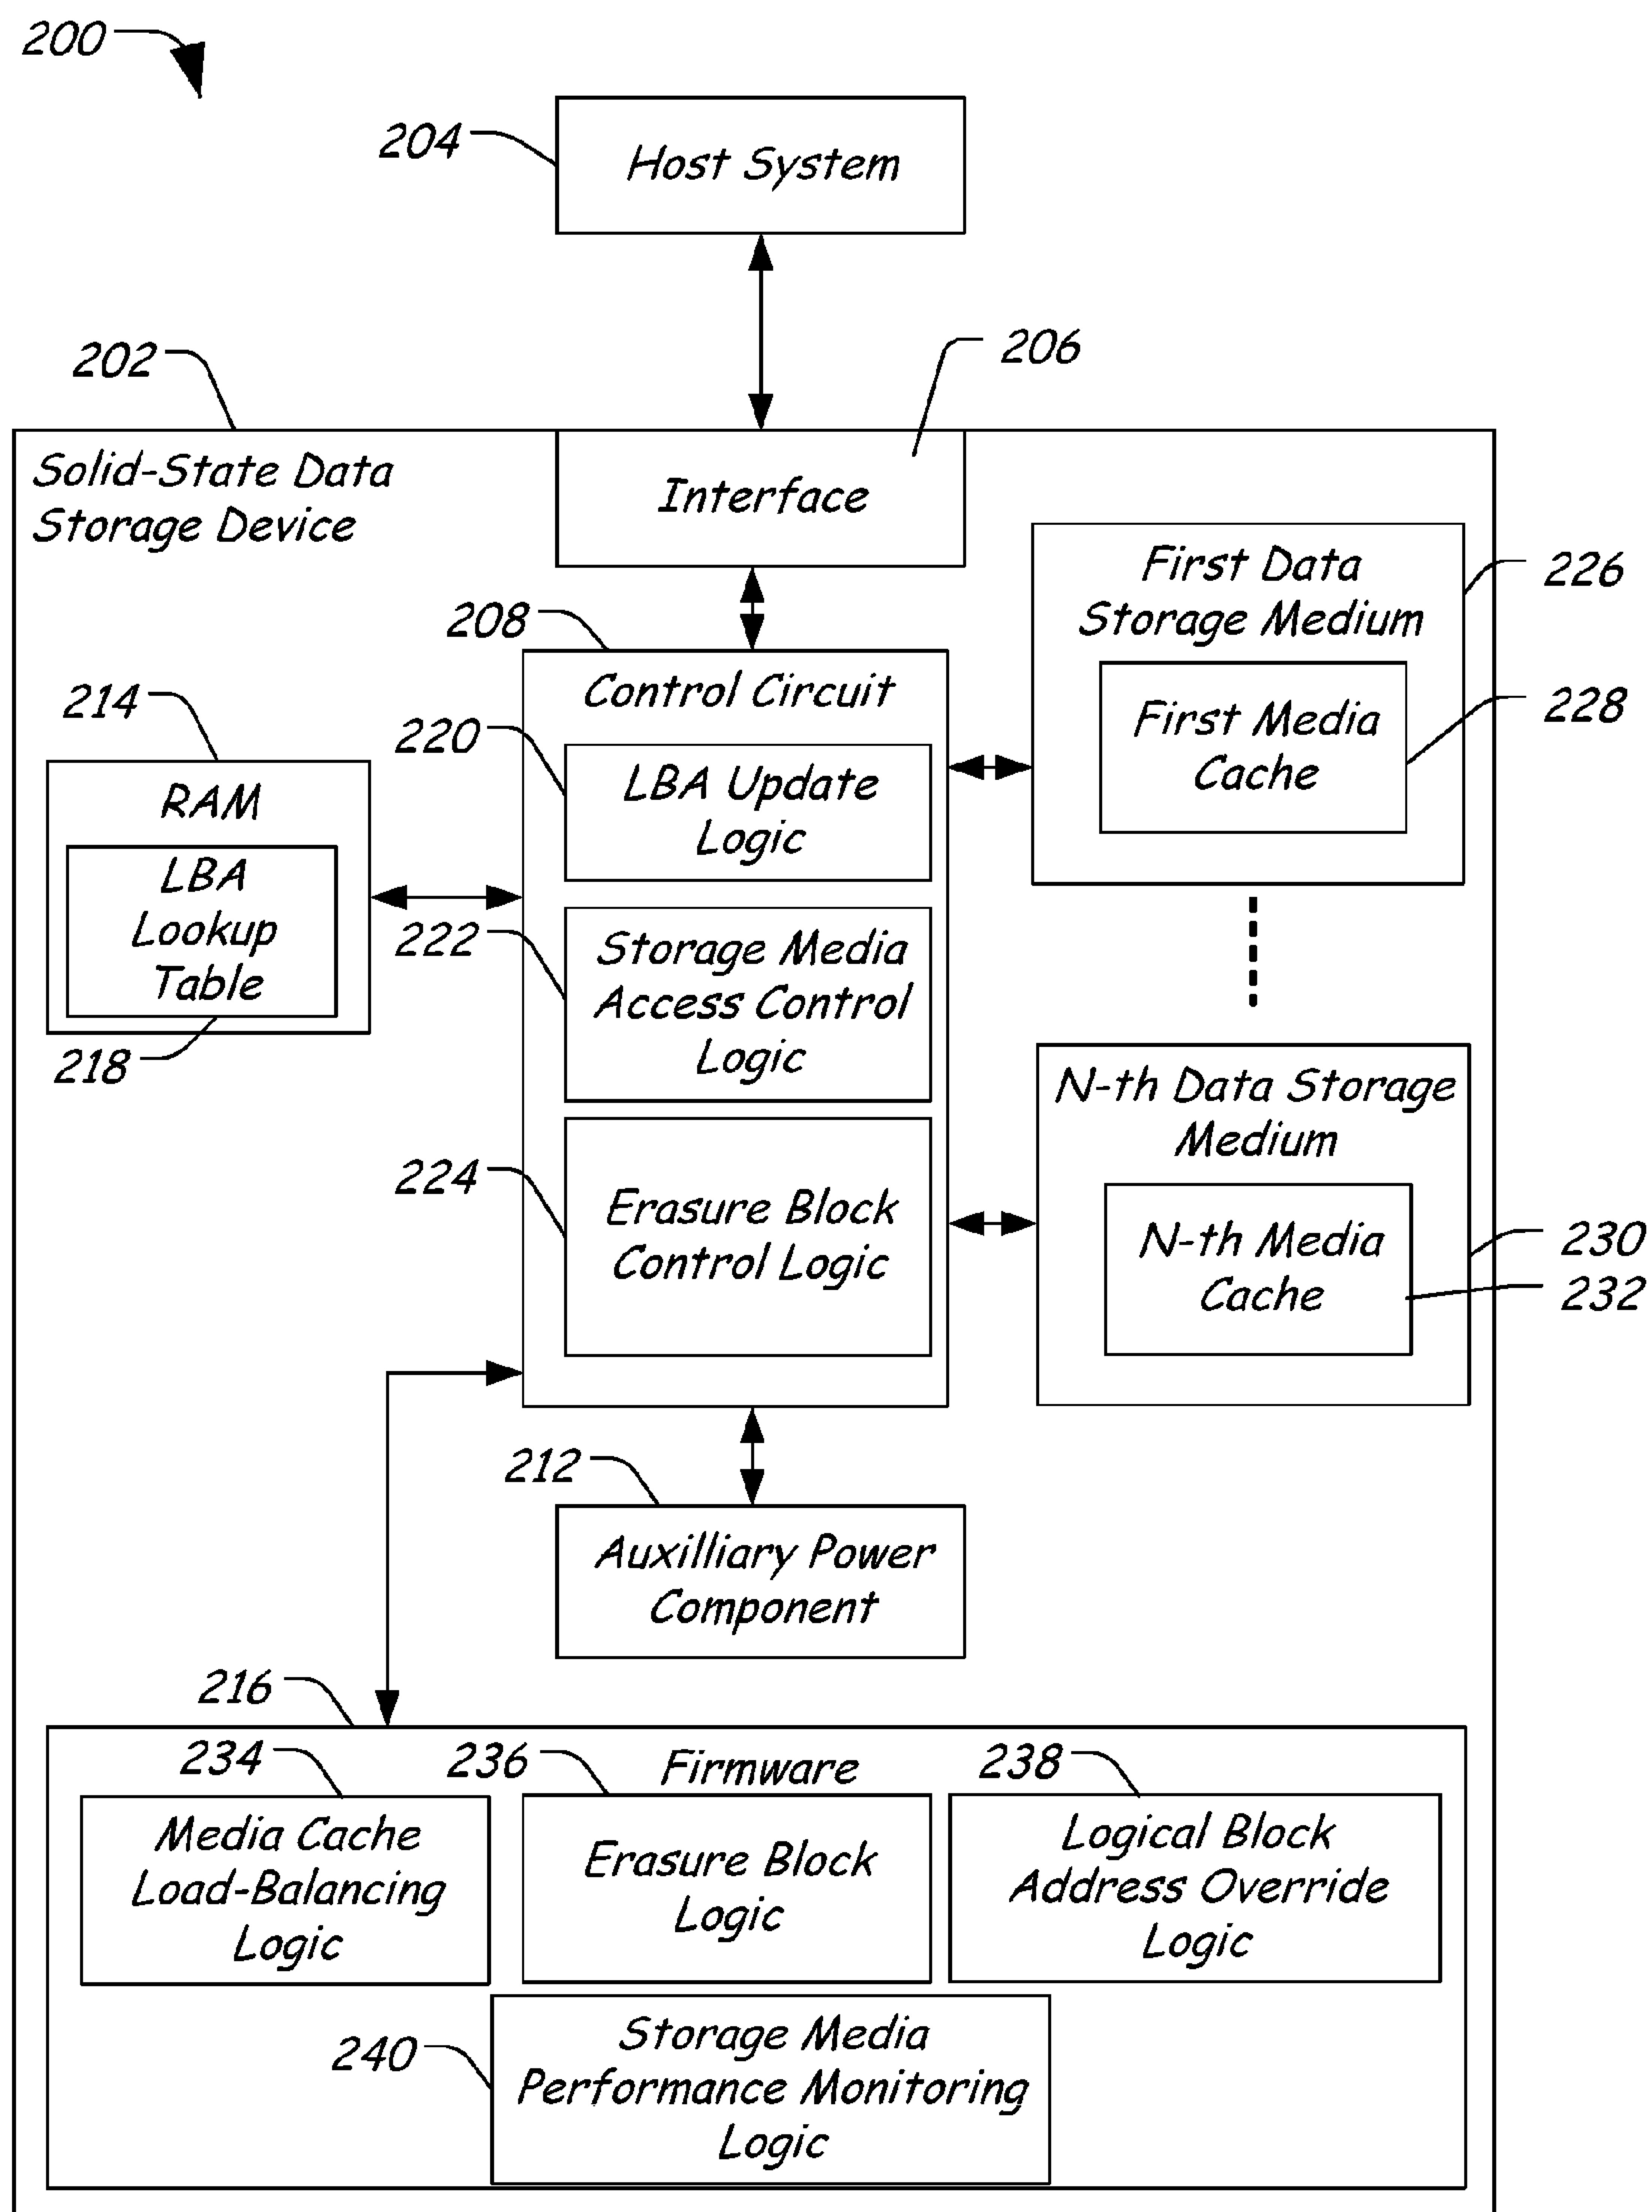 200
204
Host System
202
206
Solid-State Data
Storage Device
Interface
First Data
Storage Medium
226
208
Control Circuit
First Media
Cache
228
214
220
LBA Update
Logic
RAM
LBA
Lookup
Table
222
Storage Media
Access Control
Logic
218
N-th Data Storage
Medium
224
Erasure Block
Control Logic
N-th Media
Cache
230
232
212
Auxilliary Power
Component
216
234
236
Firmware
238
Media Cache
Load-Balancing
Logic
Erasure Block
Logic
Logical Block
Address Override
Logic
240
Storage Media
Performance Monitoring
Logic